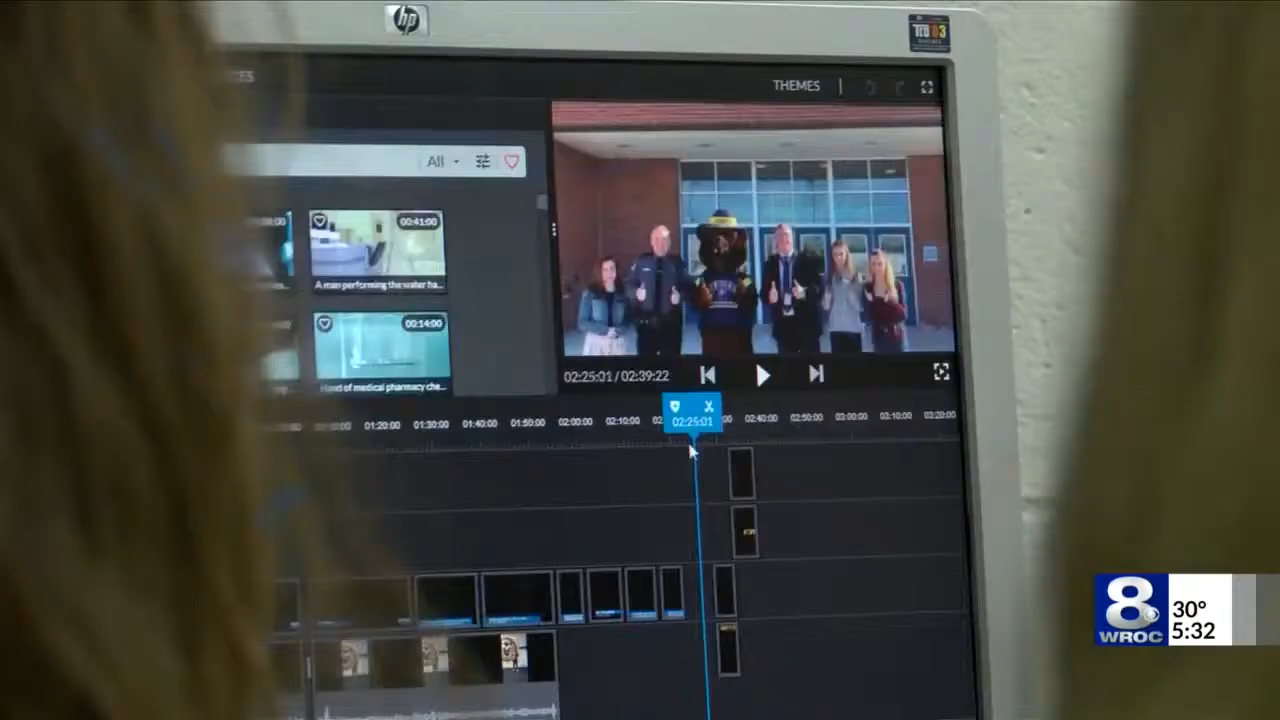 hp
CES
THEMES
All
00:41:00
A man performing the water ha...
00:14:00
Hand of medical pharmacy che...
02:25:01 / 02:39:22
02:25:01
01:20:00 01:30:00 01:40:00 01:50:00 02:00:00 02:10:00 02:40:00 02:50:00 03:00:00 03:10:00 03:20:00
8
WROC
30°
5:32